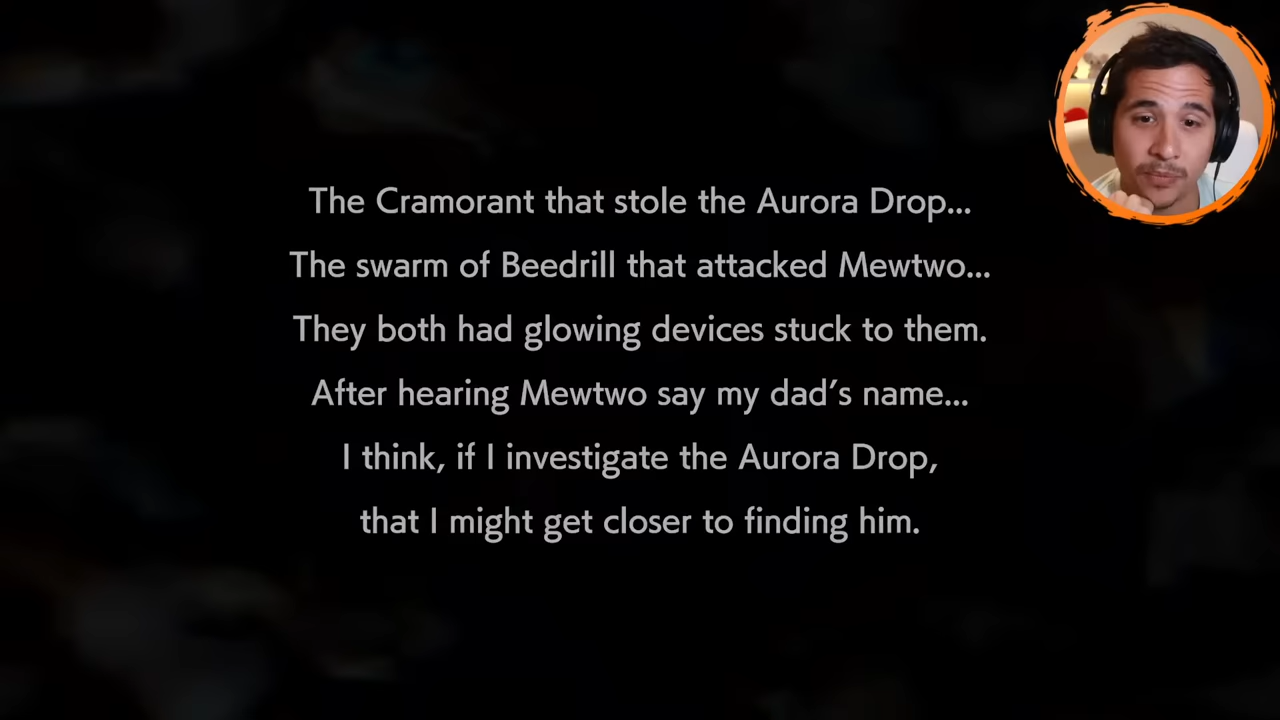 The Cramorant that stole the Aurora Drop...
The swarm of Beedrill that attacked Mewtwo...
They both had glowing devices stuck to them.
After hearing Mewtwo say my dad’s name...
I think, if I investigate the Aurora Drop,
that I might get closer to finding him.